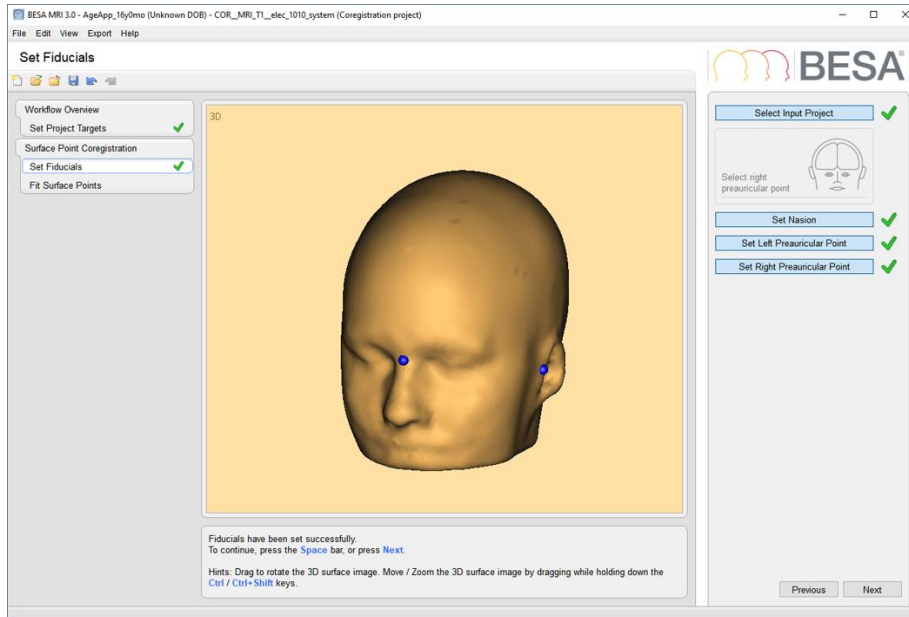 BESA MRI 3.0 - AgeApp_16y0mo (Unknown DOB) - COR__MRI_T1__elec_1010_system (Coregistration project)
File Edit View Export Help
Set Fiducials
BESA®
Workflow Overview
Set Project Targets
Surface Point Coregistration
Set Fiducials
Fit Surface Points
3D
Select Input Project
Select right
preauricular point
Set Nasion
Set Left Preauricular Point
Set Right Preauricular Point
Fiducials have been set successfully.
To continue, press the Space bar, or press Next.
Hints: Drag to rotate the 3D surface image. Move / Zoom the 3D surface image by dragging while holding down the
Ctrl / Ctrl+Shift keys.
Previous Next